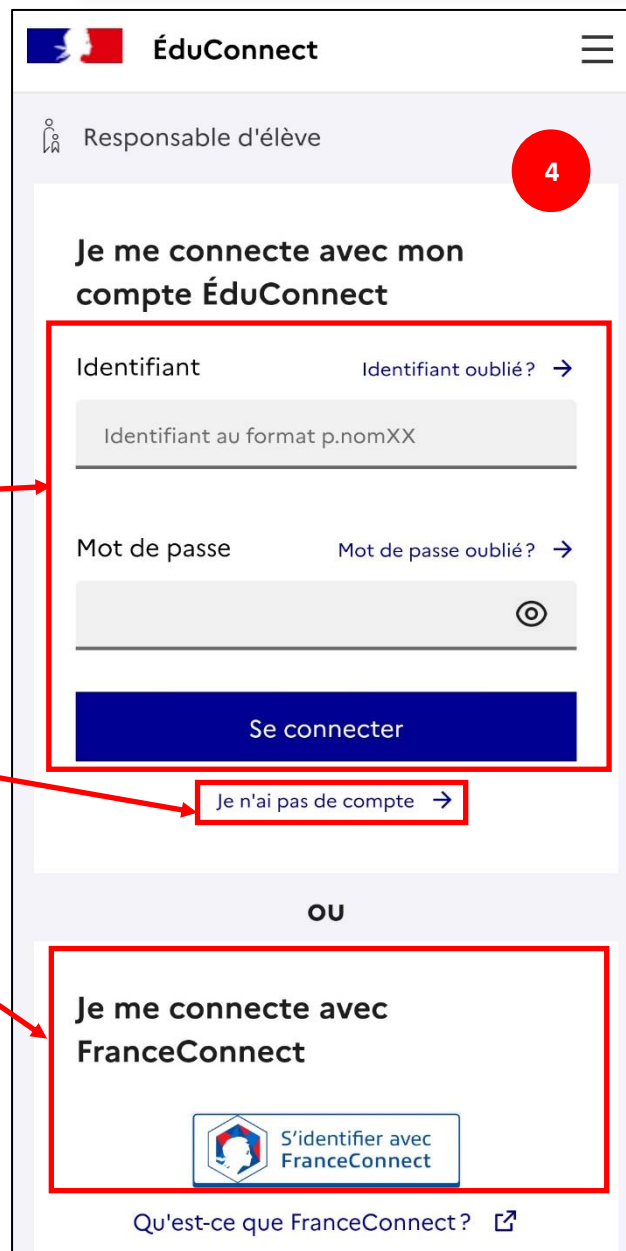 ÉduConnect
Responsable d'élève
4
Je me connecte avec mon
compte ÉduConnect
Identifiant Identifiant oublié? →
Identifiant au format p.nomXX
Mot de passe Mot de passe oublié? →
Se connecter
Je n'ai pas de compte →
OU
Je me connecte avec
FranceConnect
S'identifier avec
FranceConnect
Qu'est-ce que FranceConnect?